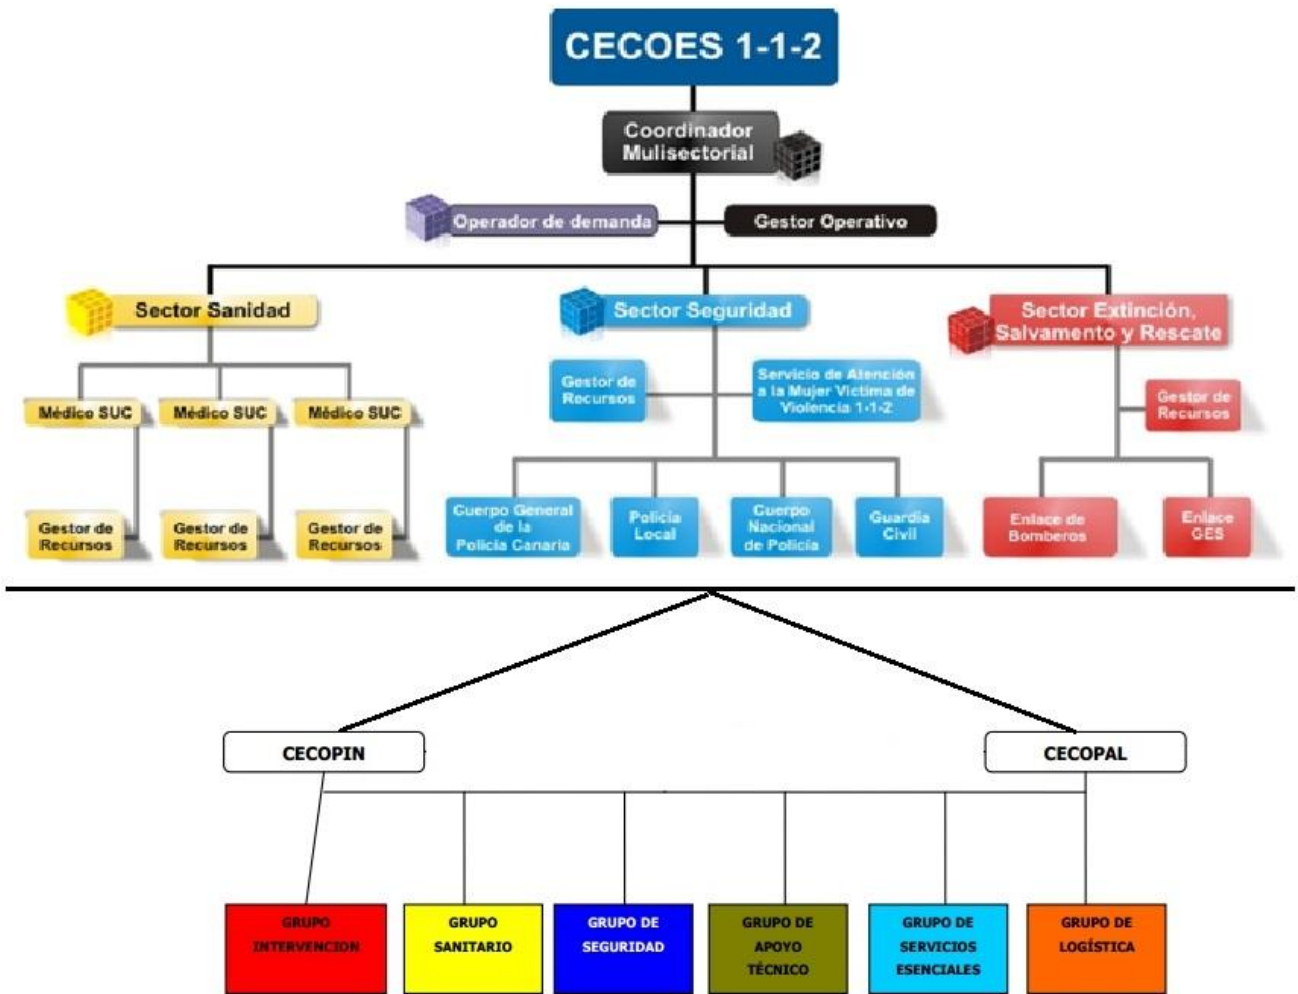 CECOES 1-1-2
Coordinador
Mulisectorial
Operador de demanda
Gestor Operativo
Sector Sanidad
Sector Seguridad
Sector Extinción,
Salvamento y Rescate
Médico SUC
Médico SUC
Médico SUC
Gestor de
Recursos
Servicio de Atención
a la Mujer Víctima de
Violencia 1-1-2
Gestor de
Recursos
Gestor de
Recursos
Gestor de
Recursos
Gestor de
Recursos
Cuerpo General
de la
Policía Canaria
Policía
Local
Cuerpo
Nacional
de Policía
Guardia
Civil
Enlace de
Bomberos
Enlace
GES
CECOPIN
CECOPAL
GRUPO
INTERVENCION
GRUPO
SANITARIO
GRUPO DE
SEGURIDAD
GRUPO DE
APOYO
TÉCNICO
GRUPO DE
SERVICIOS
ESENCIALES
GRUPO DE
LOGÍSTICA